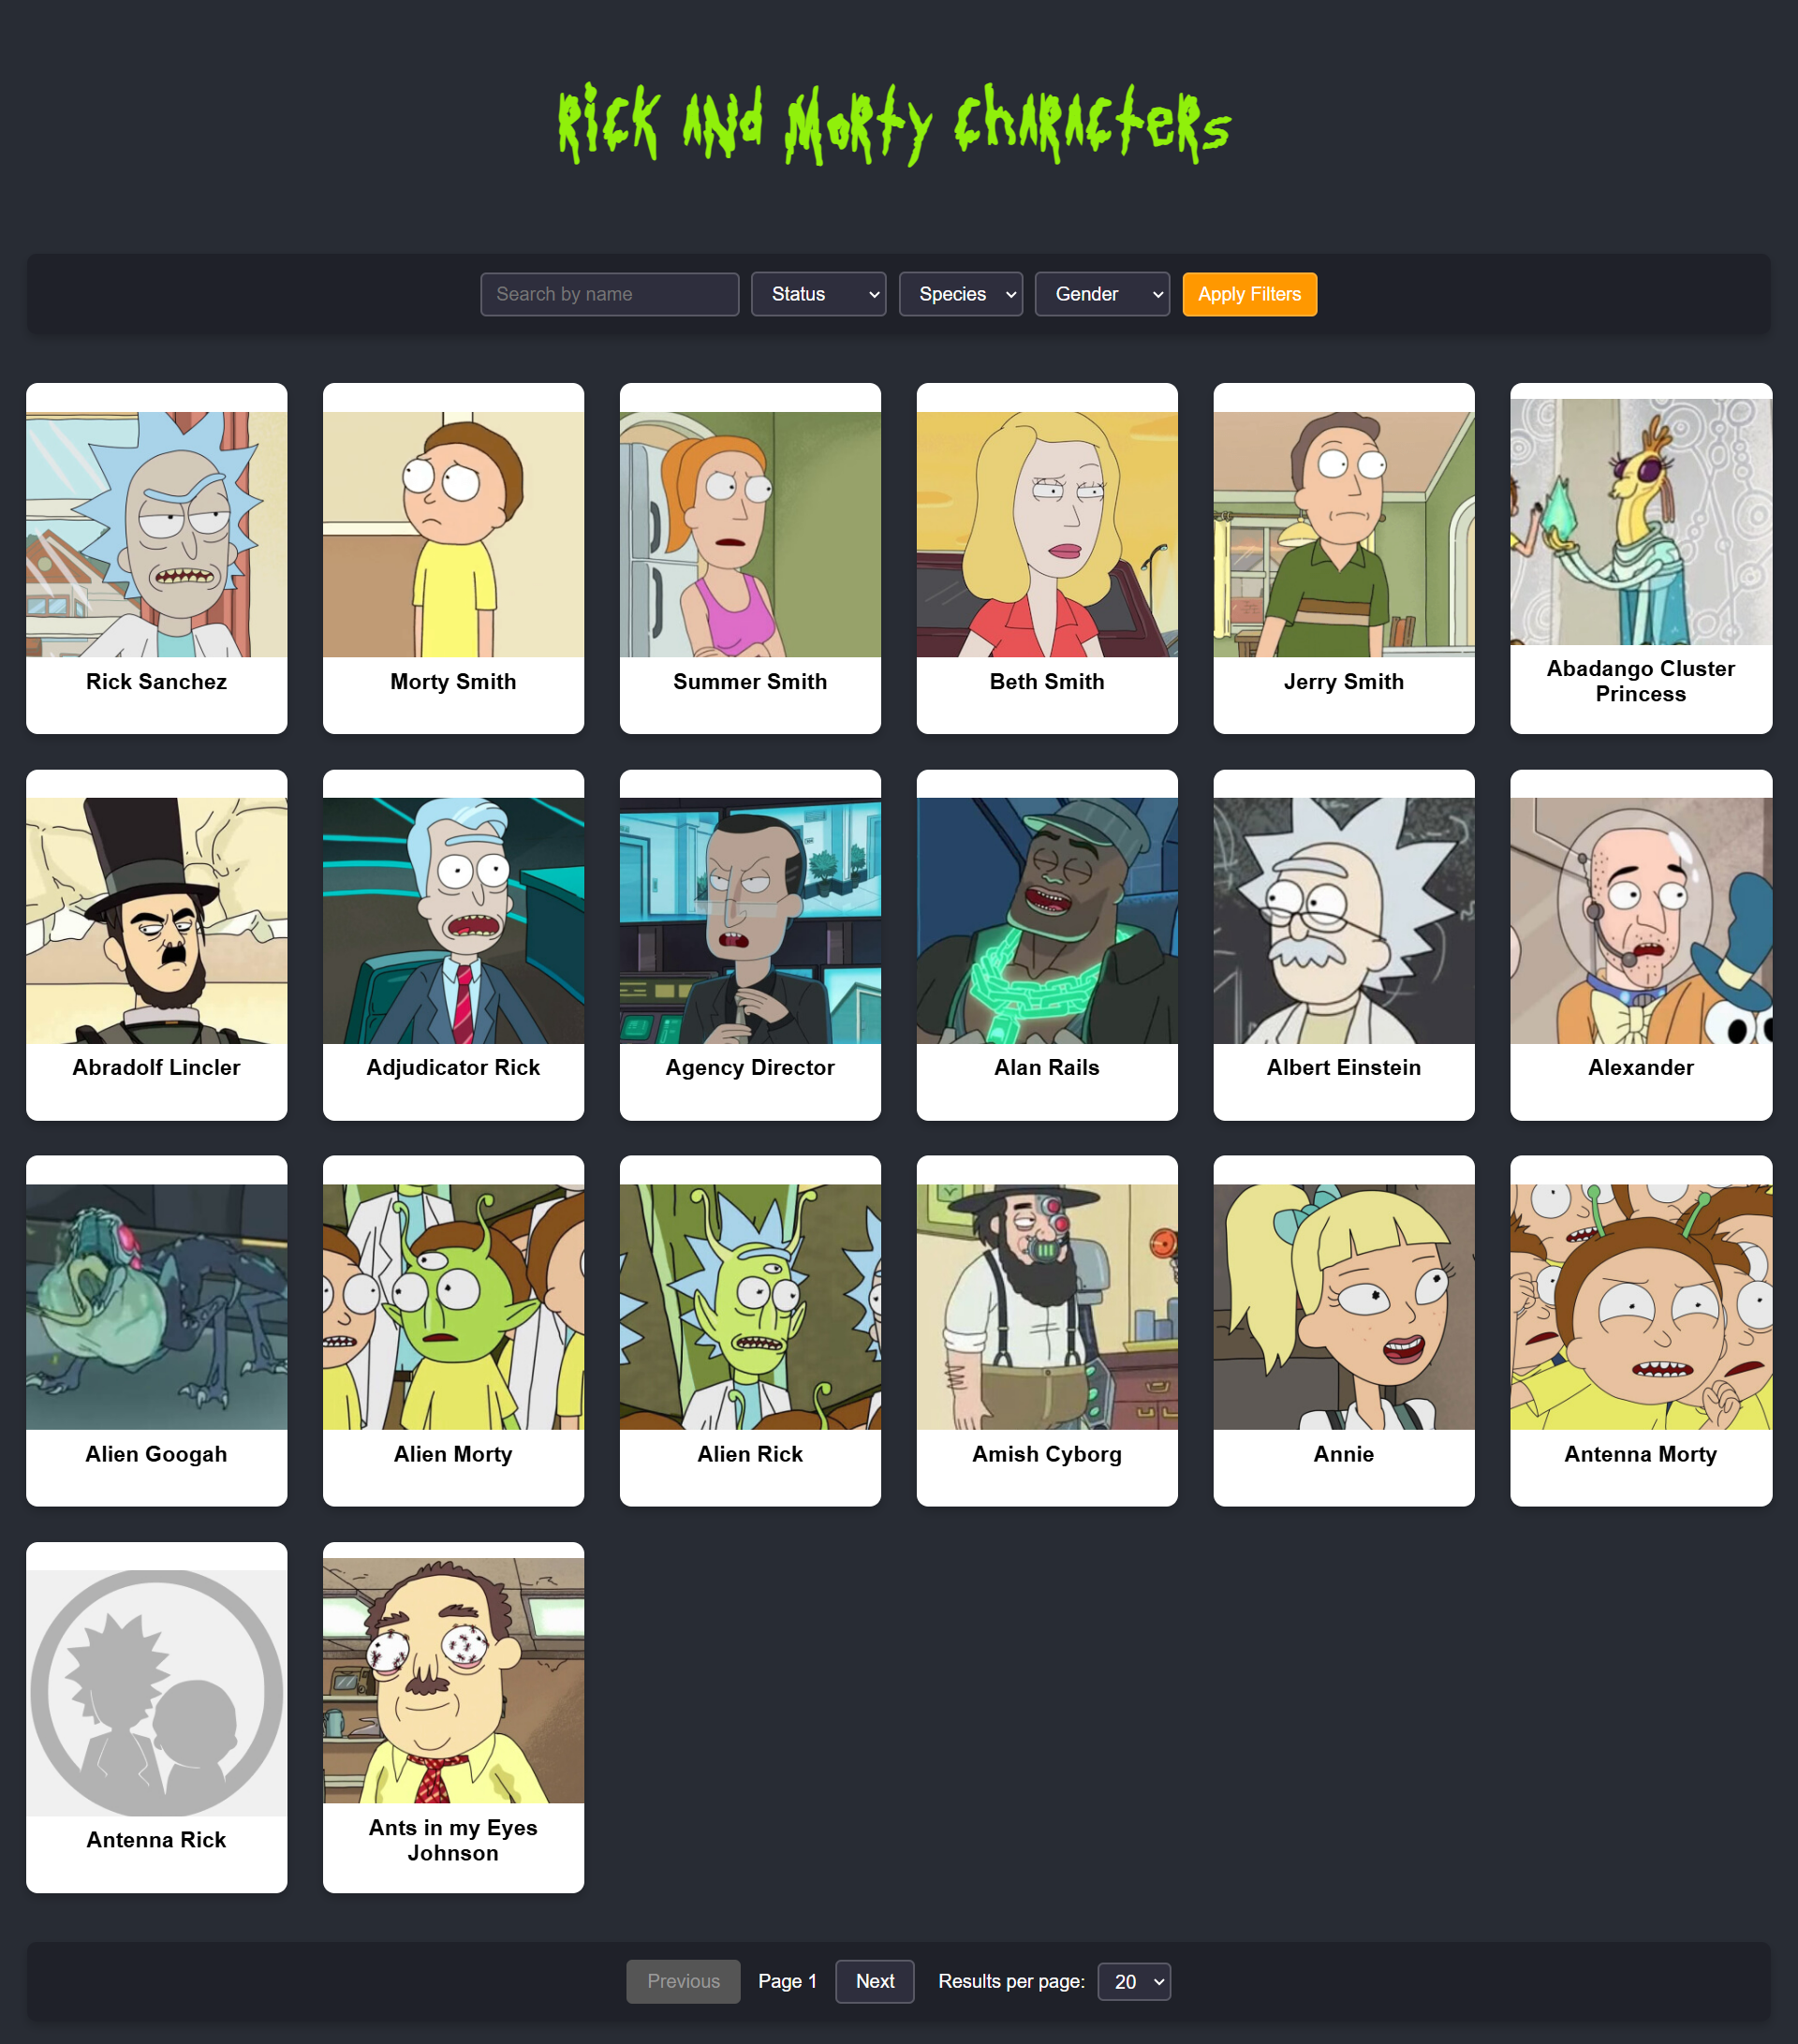 Rick and Morty Characters
Search by name Status Species Gender Apply Filters
Rick Sanchez
Morty Smith
Summer Smith
Beth Smith
Jerry Smith
Abadango Cluster
Princess
Abradolf Lincler
Adjudicator Rick
Agency Director
Alan Rails
Albert Einstein
Alexander
Alien Googah
Alien Morty
Alien Rick
Amish Cyborg
Annie
Antenna Morty
Antenna Rick
Ants in my Eyes
Johnson
Previous Page 1 Next Results per page: 20